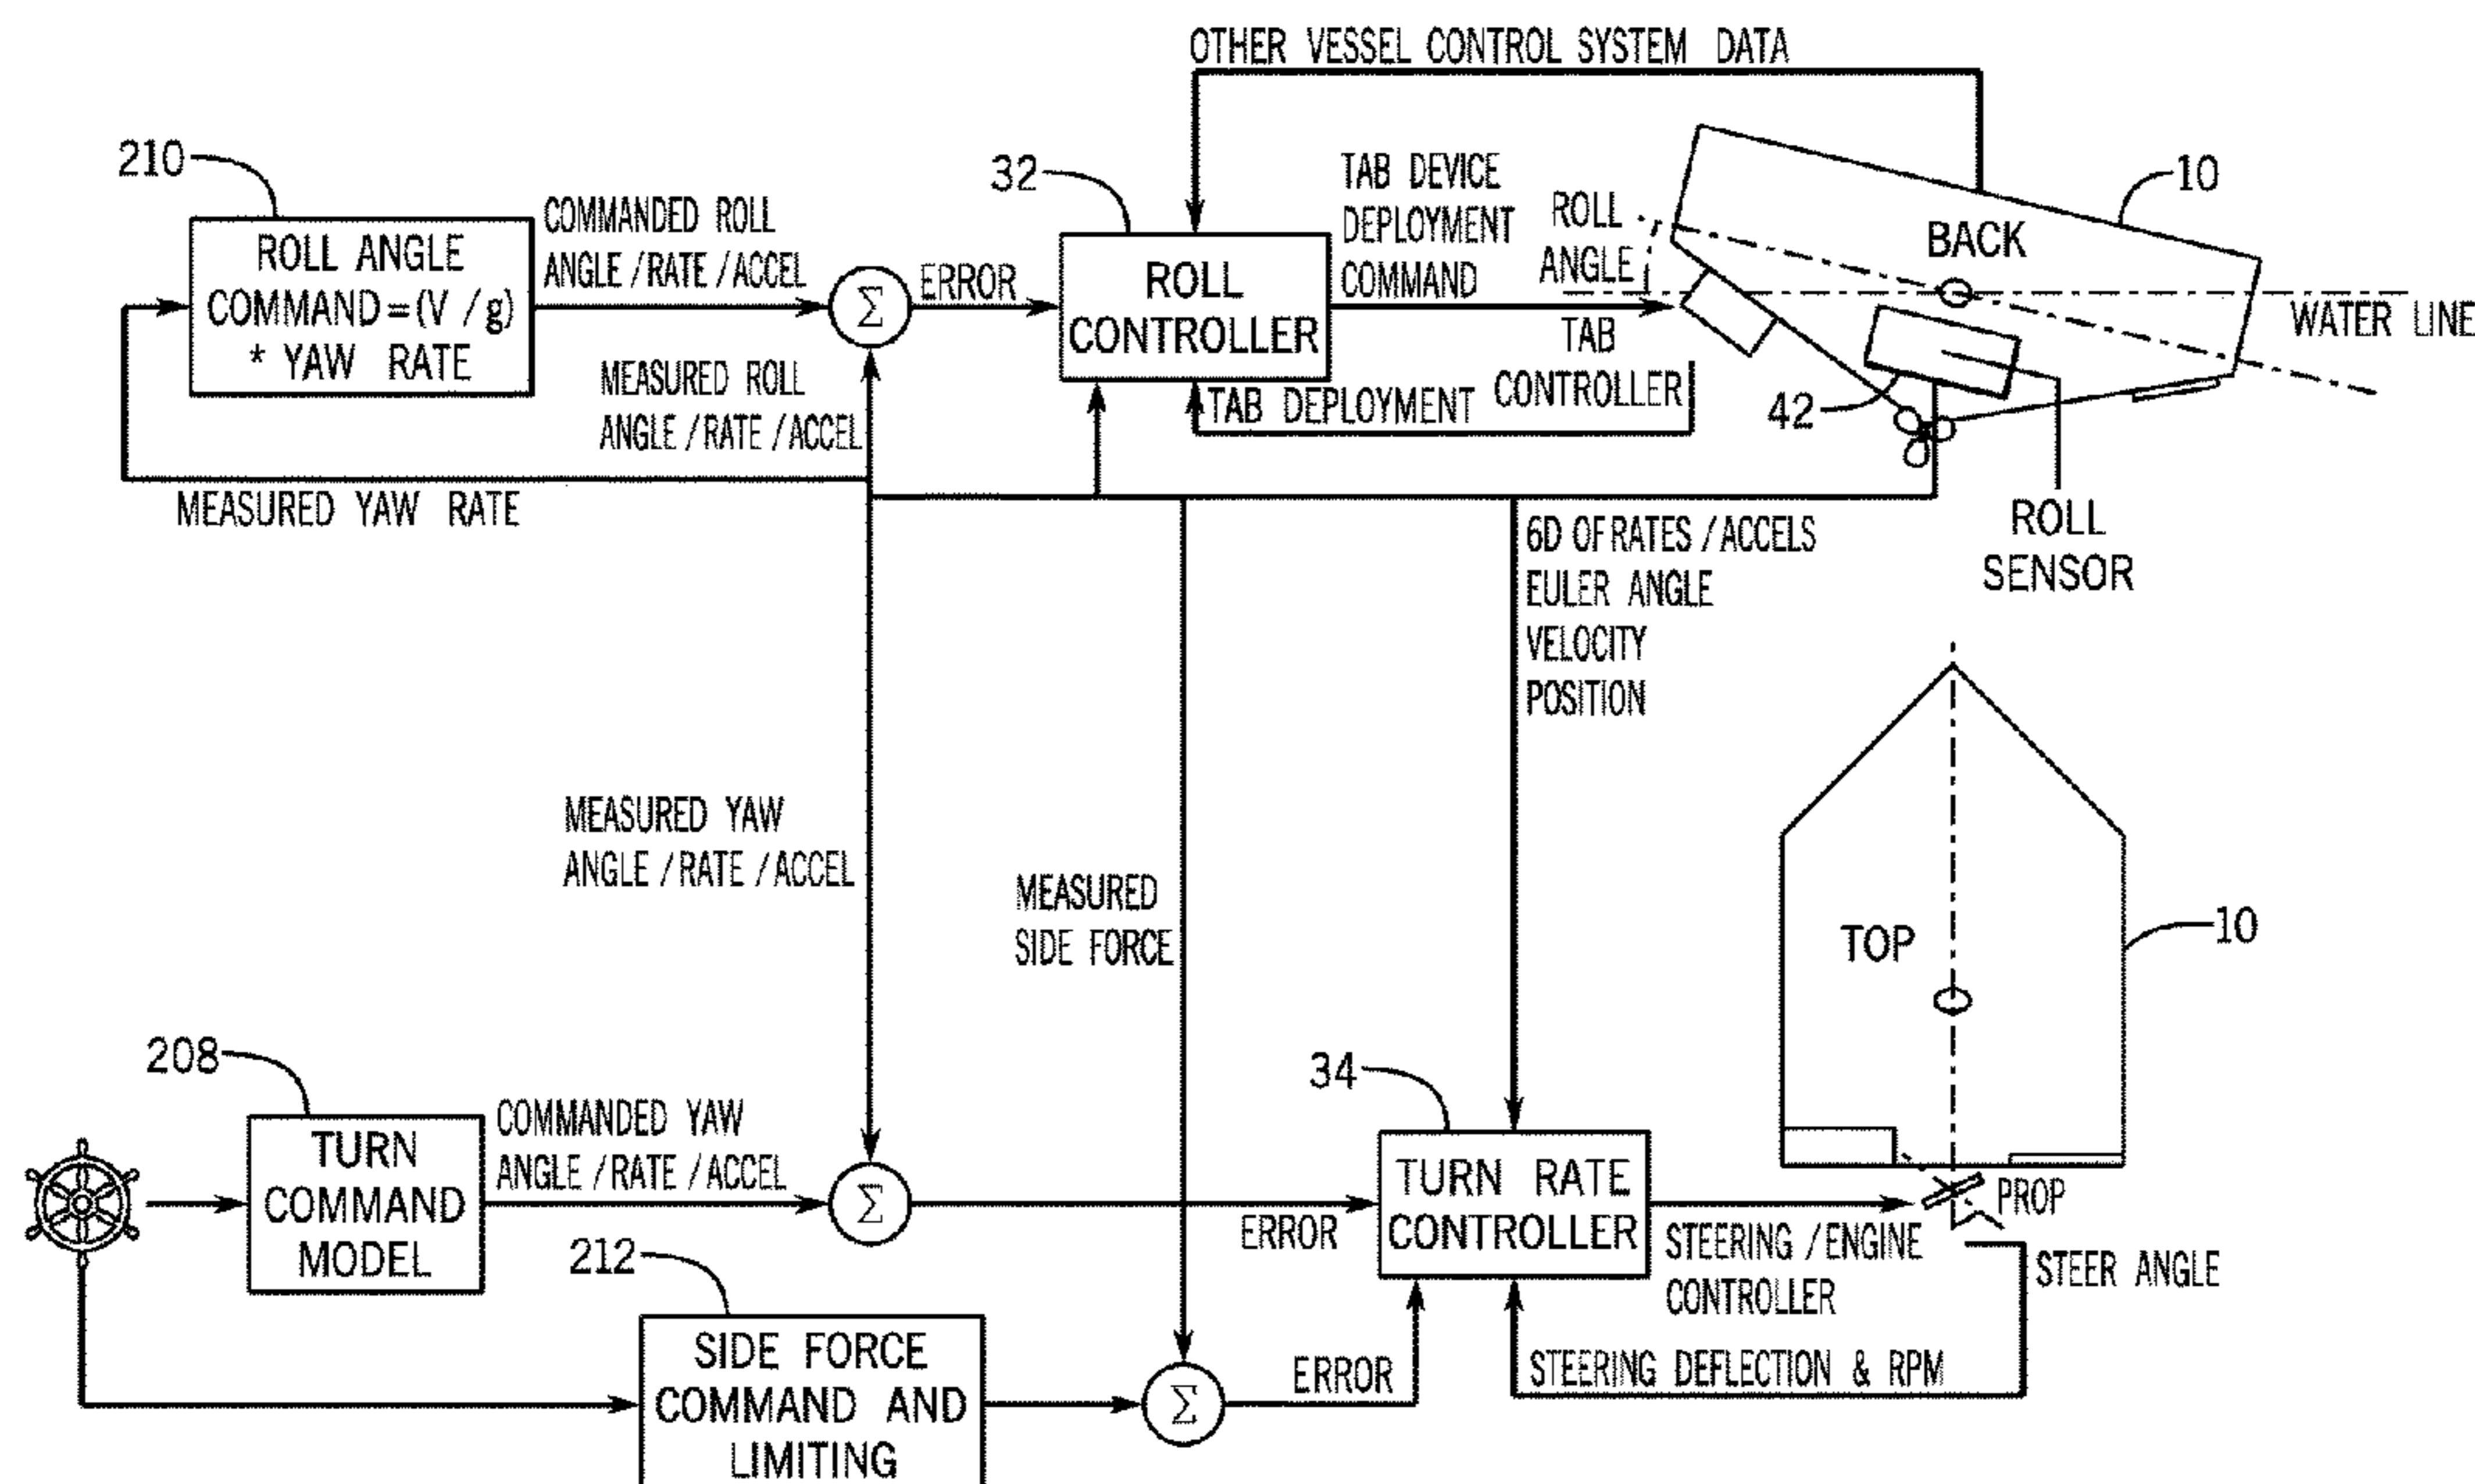 OTHER VESSEL CONTROL SYSTEM DATA
210
ROLL ANGLE
COMMAND=(V/g)
* YAW RATE
COMMANDED ROLL
ANGLE/RATE/ACCEL
Σ
ERROR
MEASURED ROLL
ANGLE/RATE/ACCEL
MEASURED YAW RATE
32
ROLL
CONTROLLER
TAB DEVICE
DEPLOYMENT
COMMAND
ROLL
ANGLE
TAB
CONTROLLER
TAB DEPLOYMENT
10
BACK
WATER LINE
42
ROLL
SENSOR
6D OFRATES/ACCELS
EULER ANGLE
VELOCITY
POSITION
MEASURED YAW
ANGLE/RATE/ACCEL
MEASURED
SIDE FORCE
TOP
10
208
TURN
COMMAND
MODEL
COMMANDED YAW
ANGLE/RATE/ACCEL
Σ
ERROR
34
TURN RATE
CONTROLLER
STEERING/ENGINE
CONTROLLER
PROP
STEER ANGLE
212
SIDE FORCE
COMMAND AND
LIMITING
Σ
ERROR
STEERING DEFLECTION & RPM